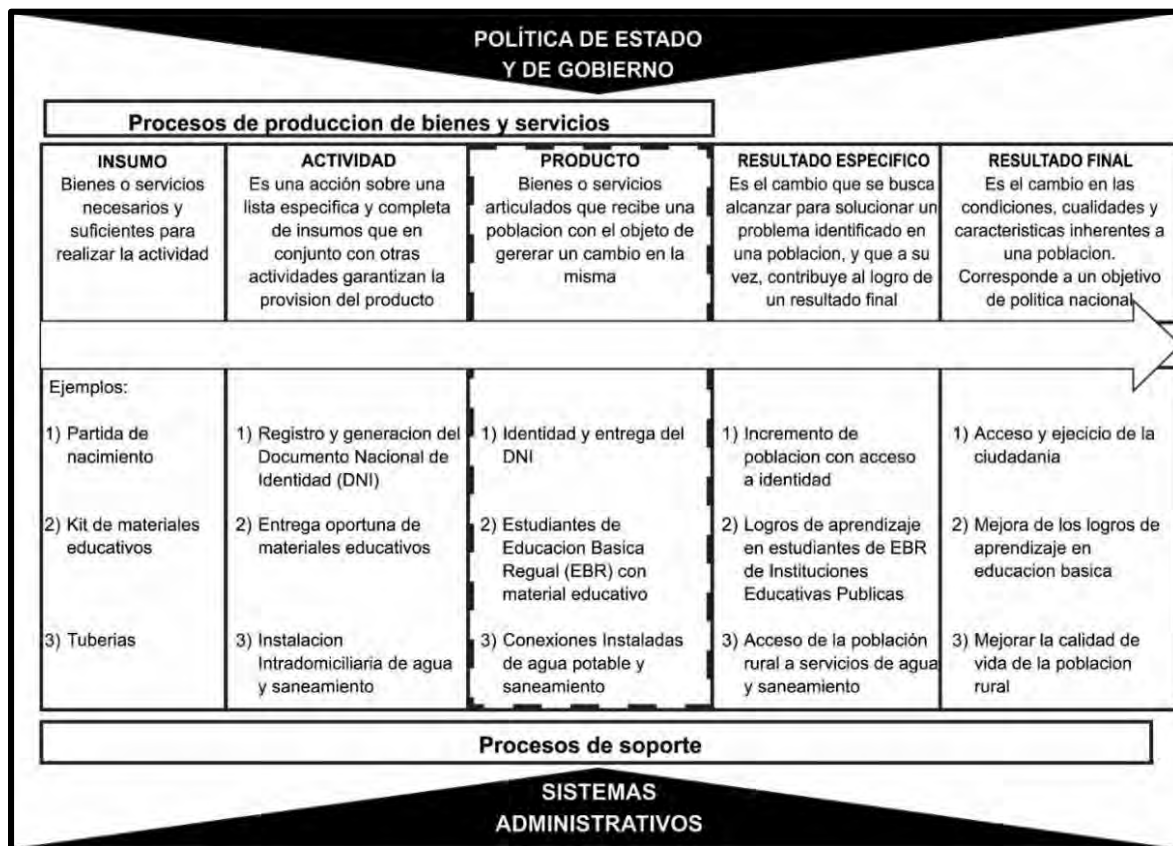 POLÍTICA DE ESTADO
Y DE GOBIERNO
Procesos de produccion de bienes y servicios
INSUMO
Bienes o servicios
necesarios y
suficientes para
realizar la actividad
ACTIVIDAD
Es una acción sobre una
lista especifica y completa
de insumos que en
conjunto con otras
actividades garantizan la
provision del producto
PRODUCTO
Bienes o servicios
articulados que recibe una
poblacion con el objeto de
gererar un cambio en la
misma
RESULTADO ESPECIFICO
Es el cambio que se busca
alcanzar para solucionar un
problema identificado en
una poblacion, y que a su
vez, contribuye al logro de
un resultado final
RESULTADO FINAL
Es el cambio en las
condiciones, cualidades y
caracteristicas inherentes a
una poblacion.
Corresponde a un objetivo
de politica nacional
Ejemplos:
1) Partida de
nacimiento
2) Kit de materiales
educativos
3) Tuberias
1) Registro y generacion del
Documento Nacional de
Identidad (DNI)
2) Entrega oportuna de
materiales educativos
3) Instalacion
Intradomiciliaria de agua
y saneamiento
1) Identidad y entrega del
DNI
2) Estudiantes de
Educacion Basica
Regual (EBR) con
material educativo
3) Conexiones Instaladas
de agua potable y
saneamiento
1) Incremento de
poblacion con acceso
a identidad
2) Logros de aprendizaje
en estudiantes de EBR
de Instituciones
Educativas Publicas
3) Acceso de la población
rural a servicios de agua
y saneamiento
1) Acceso y ejecicio de la
ciudadania
2) Mejora de los logros de
aprendizaje en
educacion basica
3) Mejorar la calidad de
vida de la poblacion
rural
Procesos de soporte
SISTEMAS
ADMINISTRATIVOS